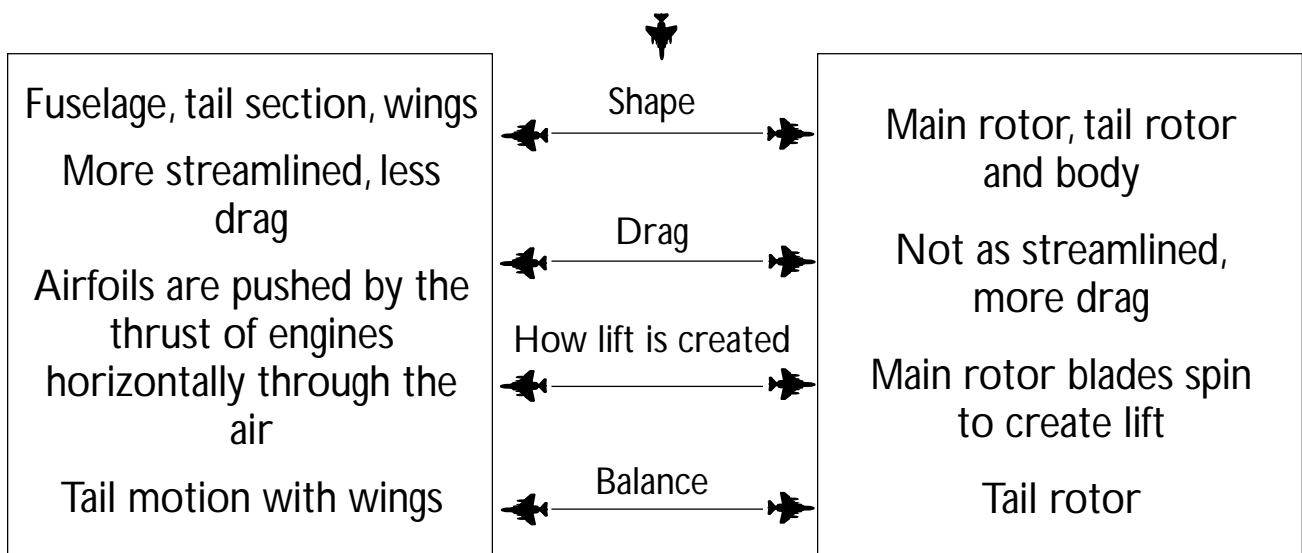 Fuselage, tail section, wings
More streamlined, less
drag
Airfoils are pushed by the
thrust of engines
horizontally through the
air
Tail motion with wings
Shape
Drag
How lift is created
Balance
Main rotor, tail rotor
and body
Not as streamlined,
more drag
Main rotor blades spin
to create lift
Tail rotor